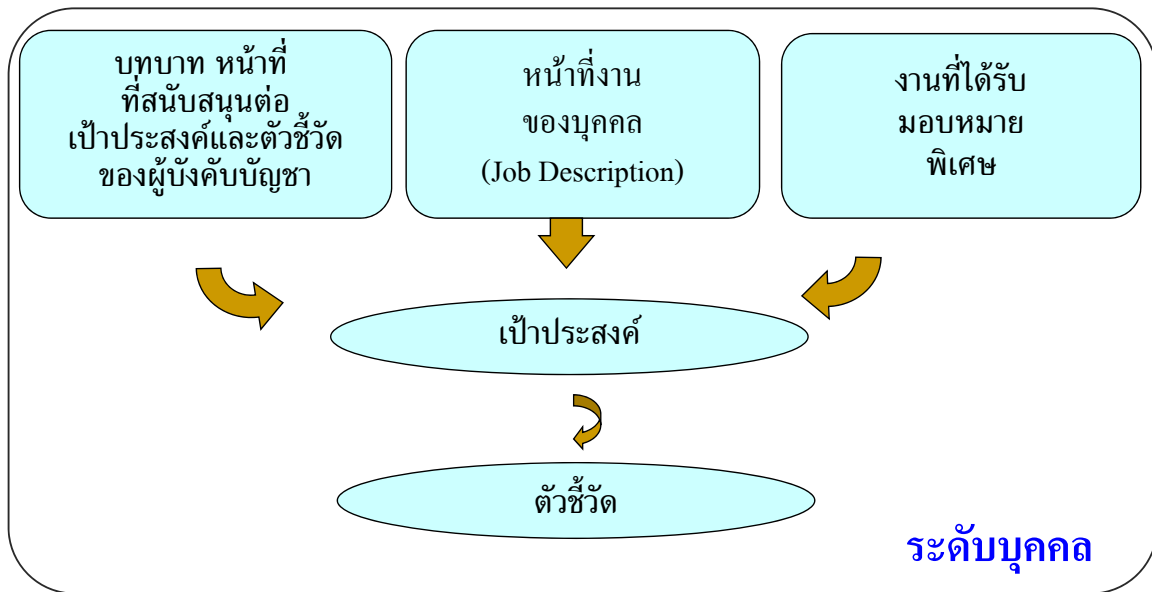 บทบาท หน้าที่
ที่สนับสนุนต่อ
เป้าประสงค์และตัวชี้วัด
ของผู้บังคับบัญชา
หน้าที่งาน
ของบุคคล
(Job Description)
งานที่ได้รับ
มอบหมาย
พิเศษ
เป้าประสงค์
ตัวชี้วัด
ระดับบุคคล